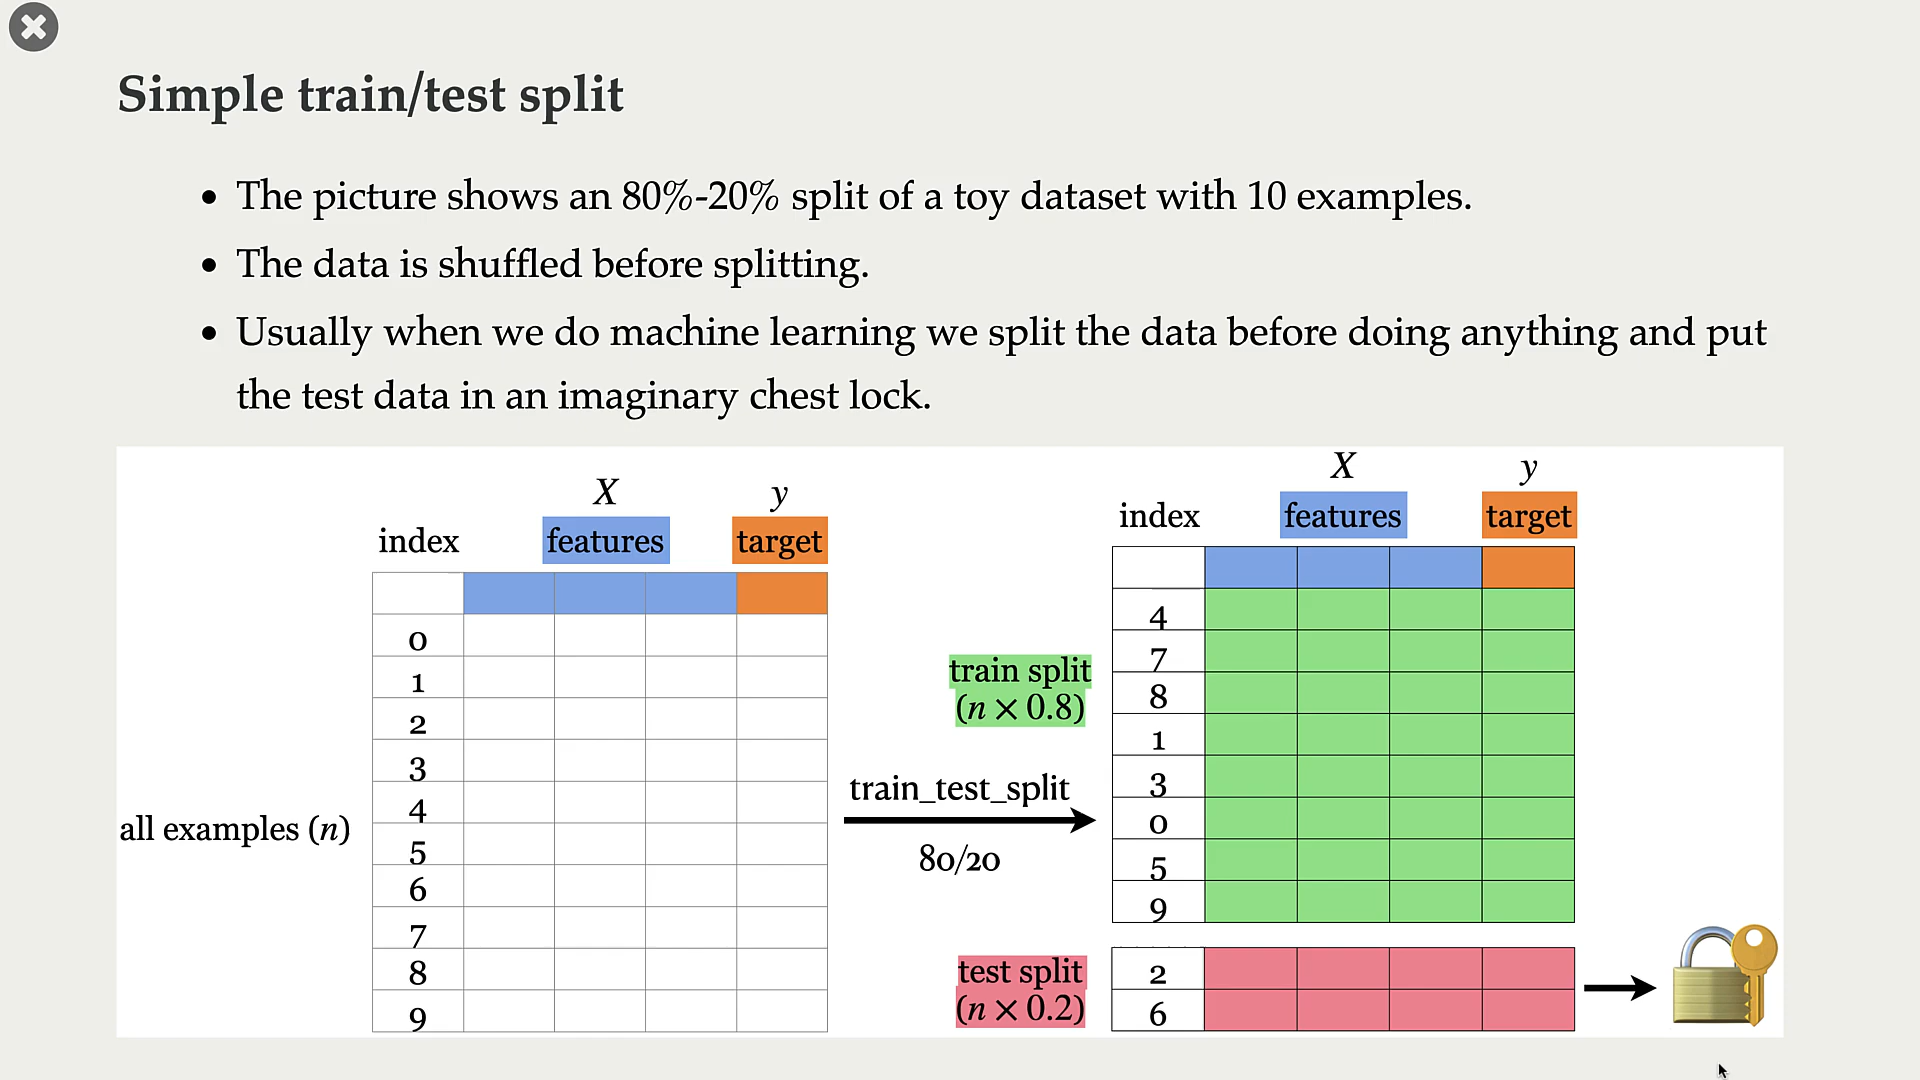 Simple train/test split
• The picture shows an 80%-20% split of a toy dataset with 10 examples.
• The data is shuffled before splitting.
• Usually when we do machine learning we split the data before doing anything and put
the test data in an imaginary chest lock.
X y
index features target
0
1
2
3
4
5
6
7
8
9
all examples (n)
train_test_split
80/20
X y
index features target
train split
(n × 0.8)
4
7
8
1
3
0
5
9
test split
(n × 0.2)
2
6